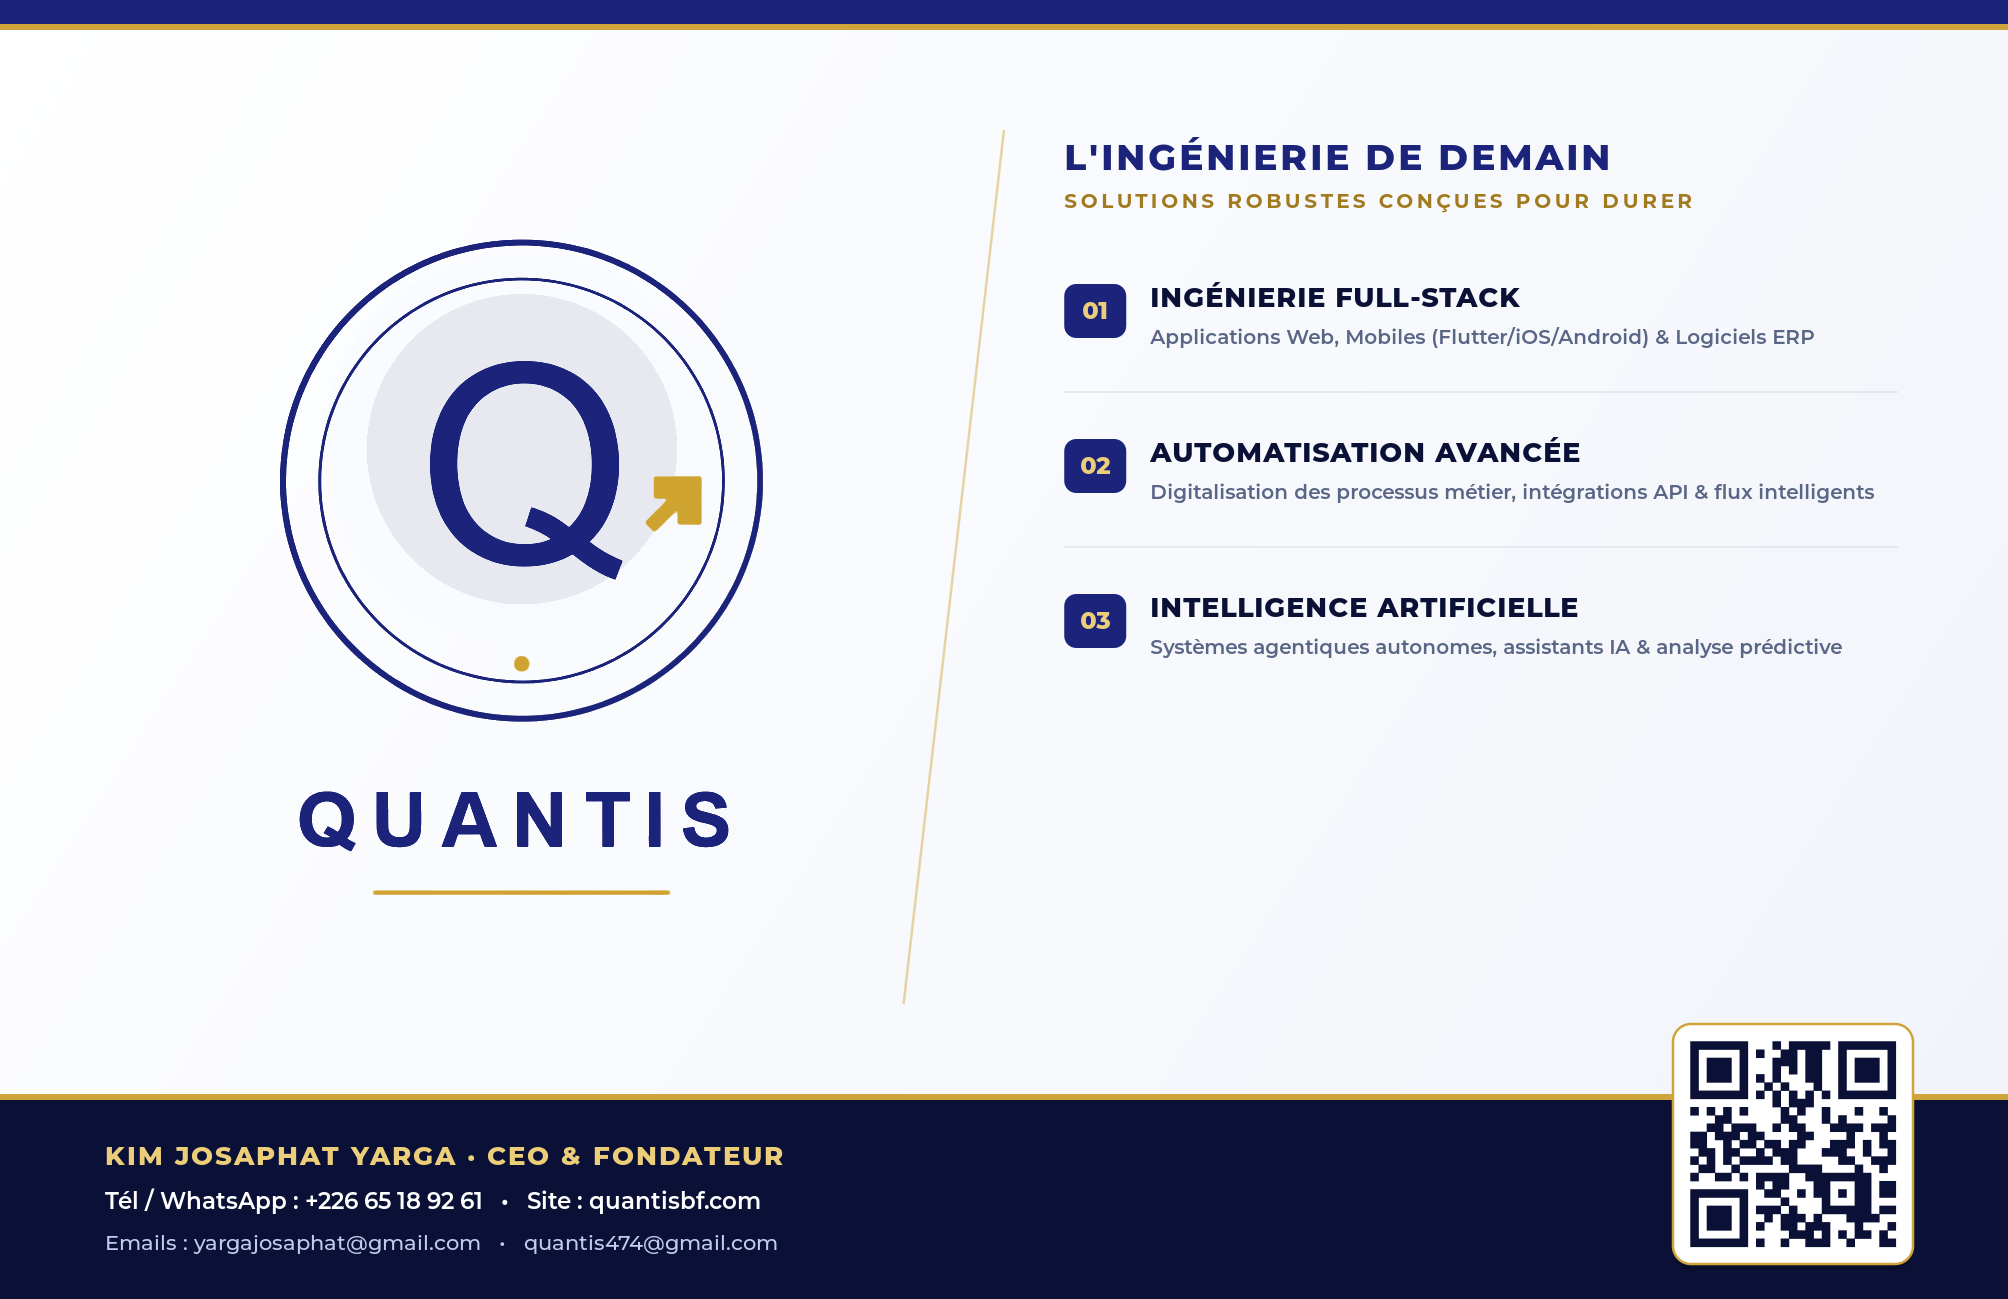 Q
QUANTIS
L'INGÉNIERIE DE DEMAIN
SOLUTIONS ROBUSTES CONÇUES POUR DURER
01
INGÉNIERIE FULL-STACK
Applications Web, Mobiles (Flutter/iOS/Android) & Logiciels ERP
02
AUTOMATISATION AVANCÉE
Digitalisation des processus métier, intégrations API & flux intelligents
03
INTELLIGENCE ARTIFICIELLE
Systèmes agentiques autonomes, assistants IA & analyse prédictive
KIM JOSAPHAT YARGA · CEO & FONDATEUR
Tél / WhatsApp : +226 65 18 92 61 • Site : quantisbf.com
Emails : yargajosaphat@gmail.com • quantis474@gmail.com